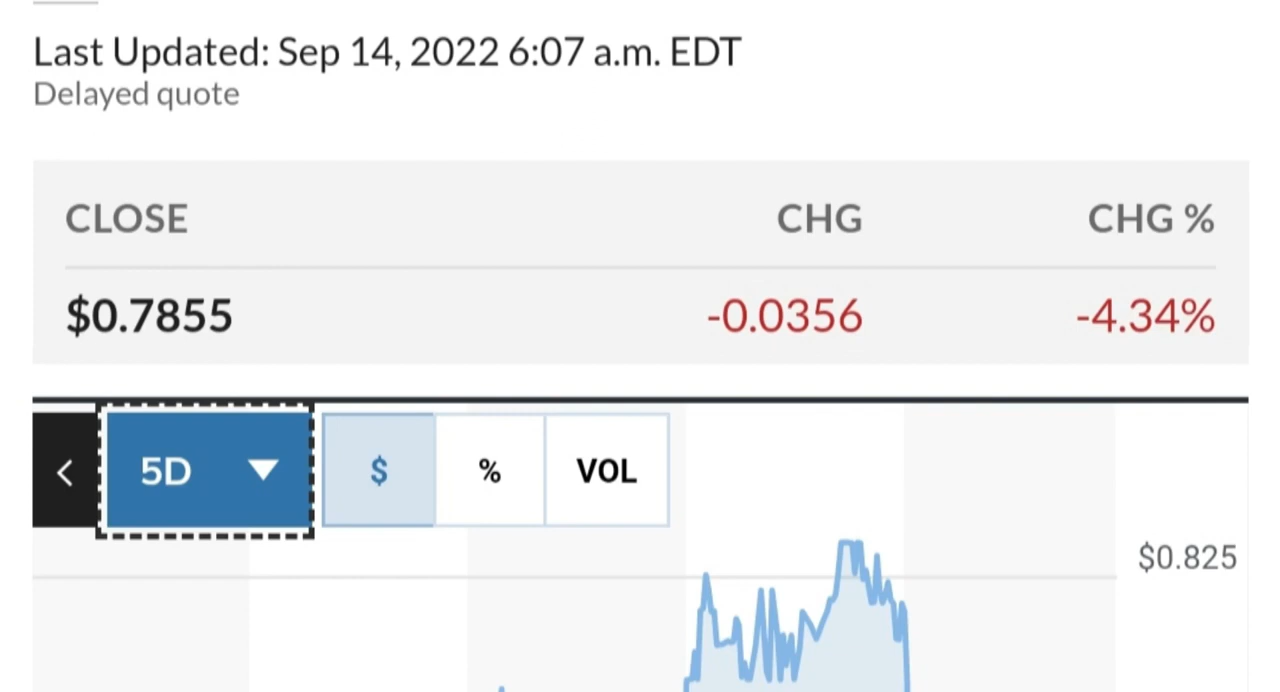 Last Updated: Sep 14, 2022 6:07 a.m. EDT
Delayed quote
CLOSE CHG CHG %
$0.7855 -0.0356 -4.34%
5D $ % VOL
$0.825